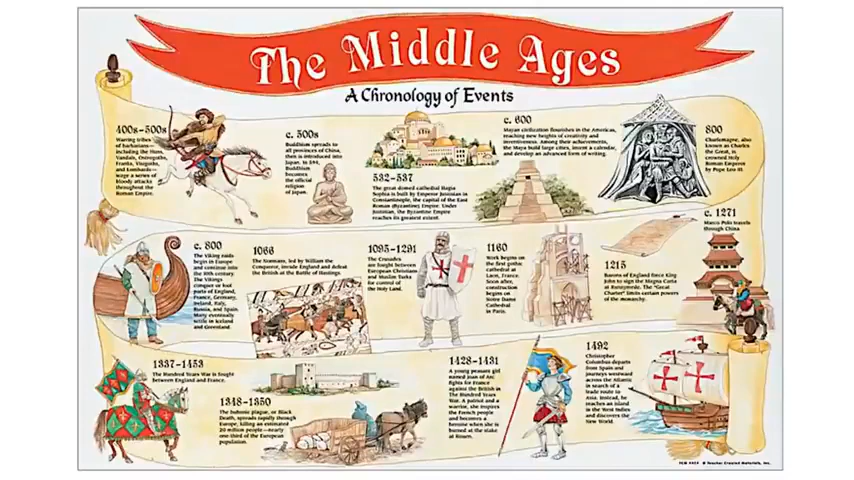 The Middle Ages
A Chronology of Events
400s–500s
Warring tribes
of barbarians—
including the Huns,
Vandals, Ostrogoths,
Franks, Visigoths,
and Lombards—
wage a series of
bloody attacks
throughout the
Roman Empire.
c. 500s
Buddhism spreads to
all provinces of China,
then is introduced into
Japan. In 594,
Buddhism
becomes
the official
religion
of Japan.
532–537
The great domed cathedral Hagia
Sophia is built by Emperor Justinian in
Constantinople, the capital of the East
Roman (Byzantine) Empire. Under
Justinian, the Byzantine Empire
reaches its greatest extent.
c. 600
Mayan civilization flourishes in the Americas,
reaching new heights of creativity and
inventiveness. Among their achievements,
the Maya build large cities, invent a calendar,
and develop an advanced form of writing.
800
Charlemagne, also
known as Charles
the Great, is
crowned Holy
Roman Emperor
by Pope Leo III.
c. 800
The Viking raids
begin in Europe
and continue into
the 10th century.
The Vikings
conquer or loot
parts of England,
France, Germany,
Ireland, Italy,
Russia, and Spain.
Many eventually
settle in Iceland
and Greenland.
1066
The Normans, led by William the
Conqueror, invade England and defeat
the British at the Battle of Hastings.
1095–1291
The Crusades
are fought between
European Christians
and Muslim Turks
for control of
the Holy Land.
1160
Work begins on
the first gothic
cathedral at
Laon, France.
Soon after,
construction
begins on
Notre Dame
Cathedral
in Paris.
1215
Barons of England force King
John to sign the Magna Carta
at Runnymede. The "Great
Charter" limits certain powers
of the monarchy.
c. 1271
Marco Polo travels
through China
1337–1453
The Hundred Years War is fought
between England and France.
1348–1350
The bubonic plague, or Black
Death, spreads rapidly through
Europe, killing an estimated
20 million people—nearly
one-third of the European
population.
1428–1431
A young peasant girl
named Joan of Arc
fights for France
against the British in
The Hundred Years
War. A patriot and a
warrior, she inspires
the French people
and becomes a
heroine when she is
burned at the stake
at Rouen.
1492
Christopher
Columbus departs
from Spain and
journeys westward
across the Atlantic
in search of a
trade route to
Asia. Instead, he
reaches an island
in the West Indies
and discovers the
New World.
© Teacher Created Materials, Inc.